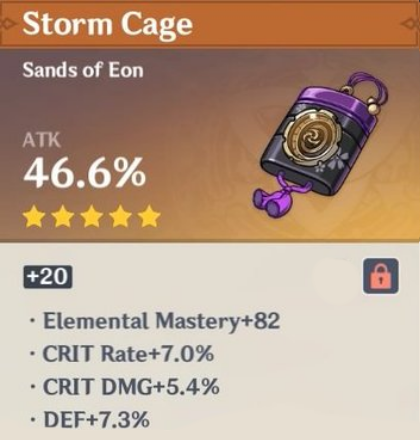 Storm Cage
Sands of Eon
ATK
46.6%
+20
· Elemental Mastery+82
· CRIT Rate+7.0%
· CRIT DMG+5.4%
· DEF+7.3%